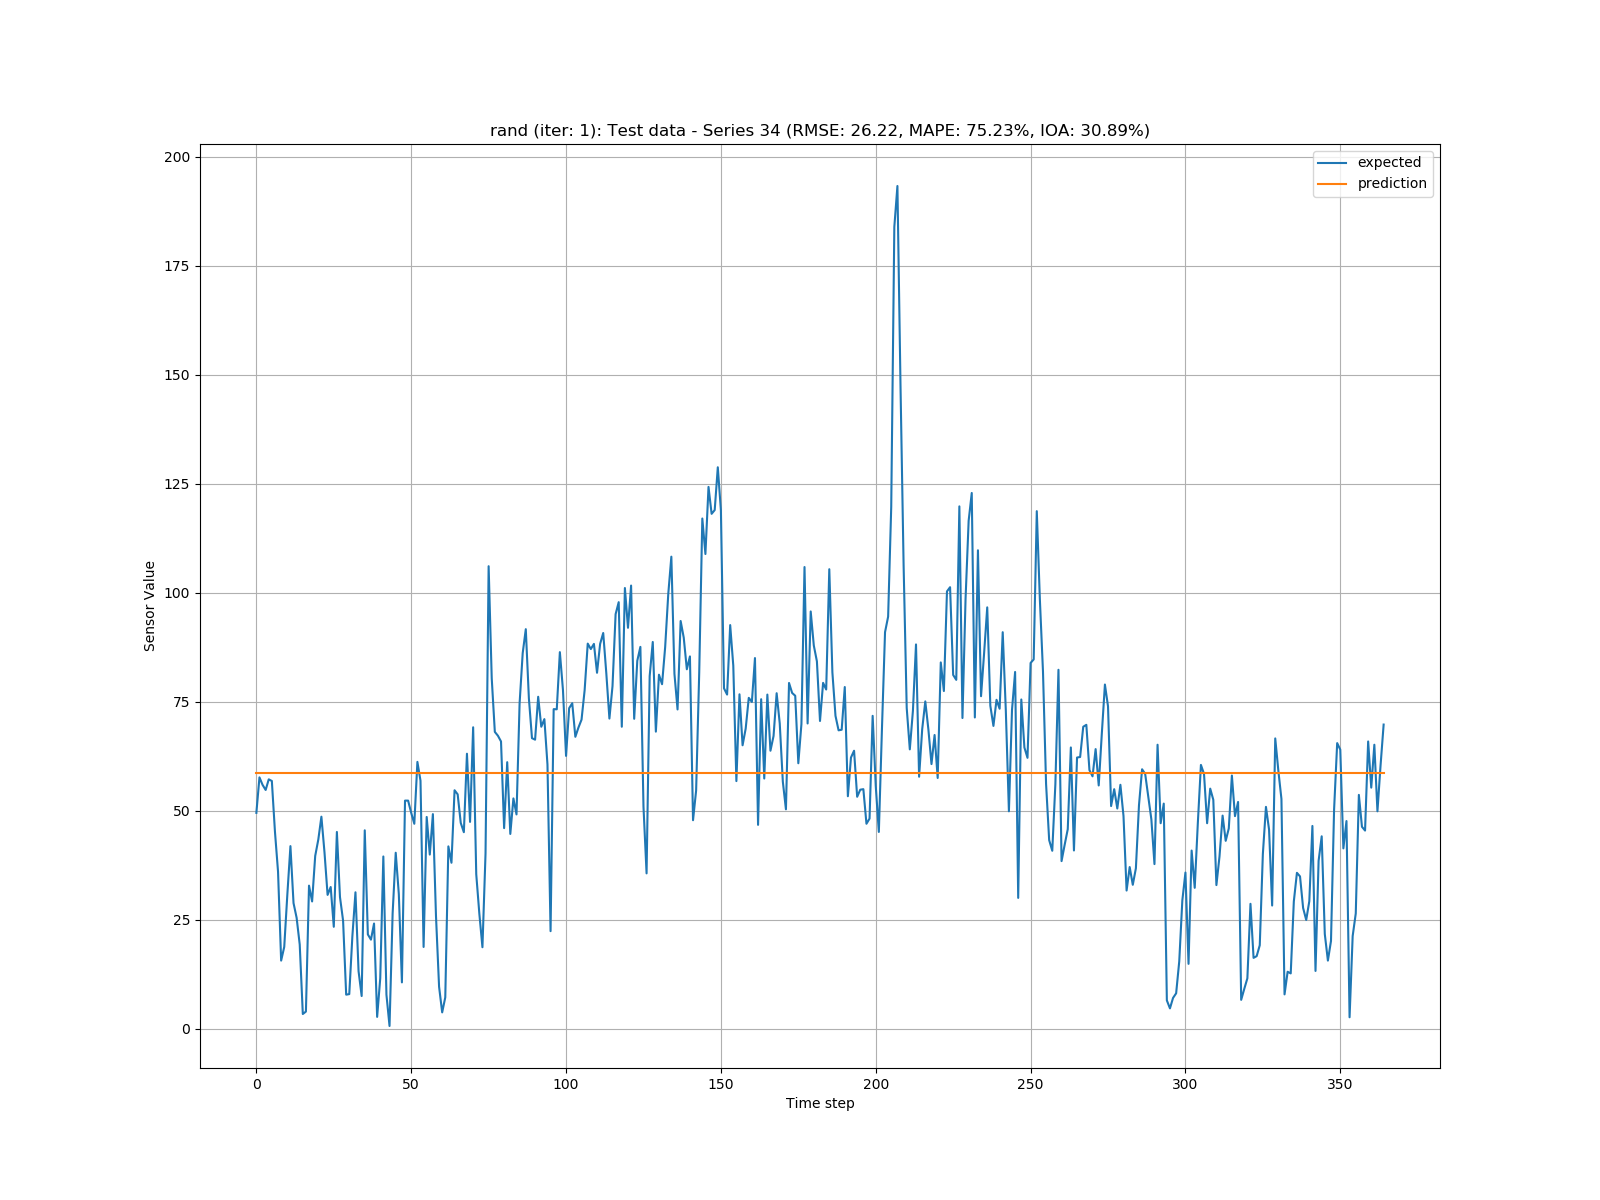 rand (iter: 1): Test data - Series 34 (RMSE: 26.22, MAPE: 75.23%, IOA: 30.89%)
expected
prediction
200
175
150
125
100
75
50
25
0
Sensor Value
0 50 100 150 200 250 300 350
Time step